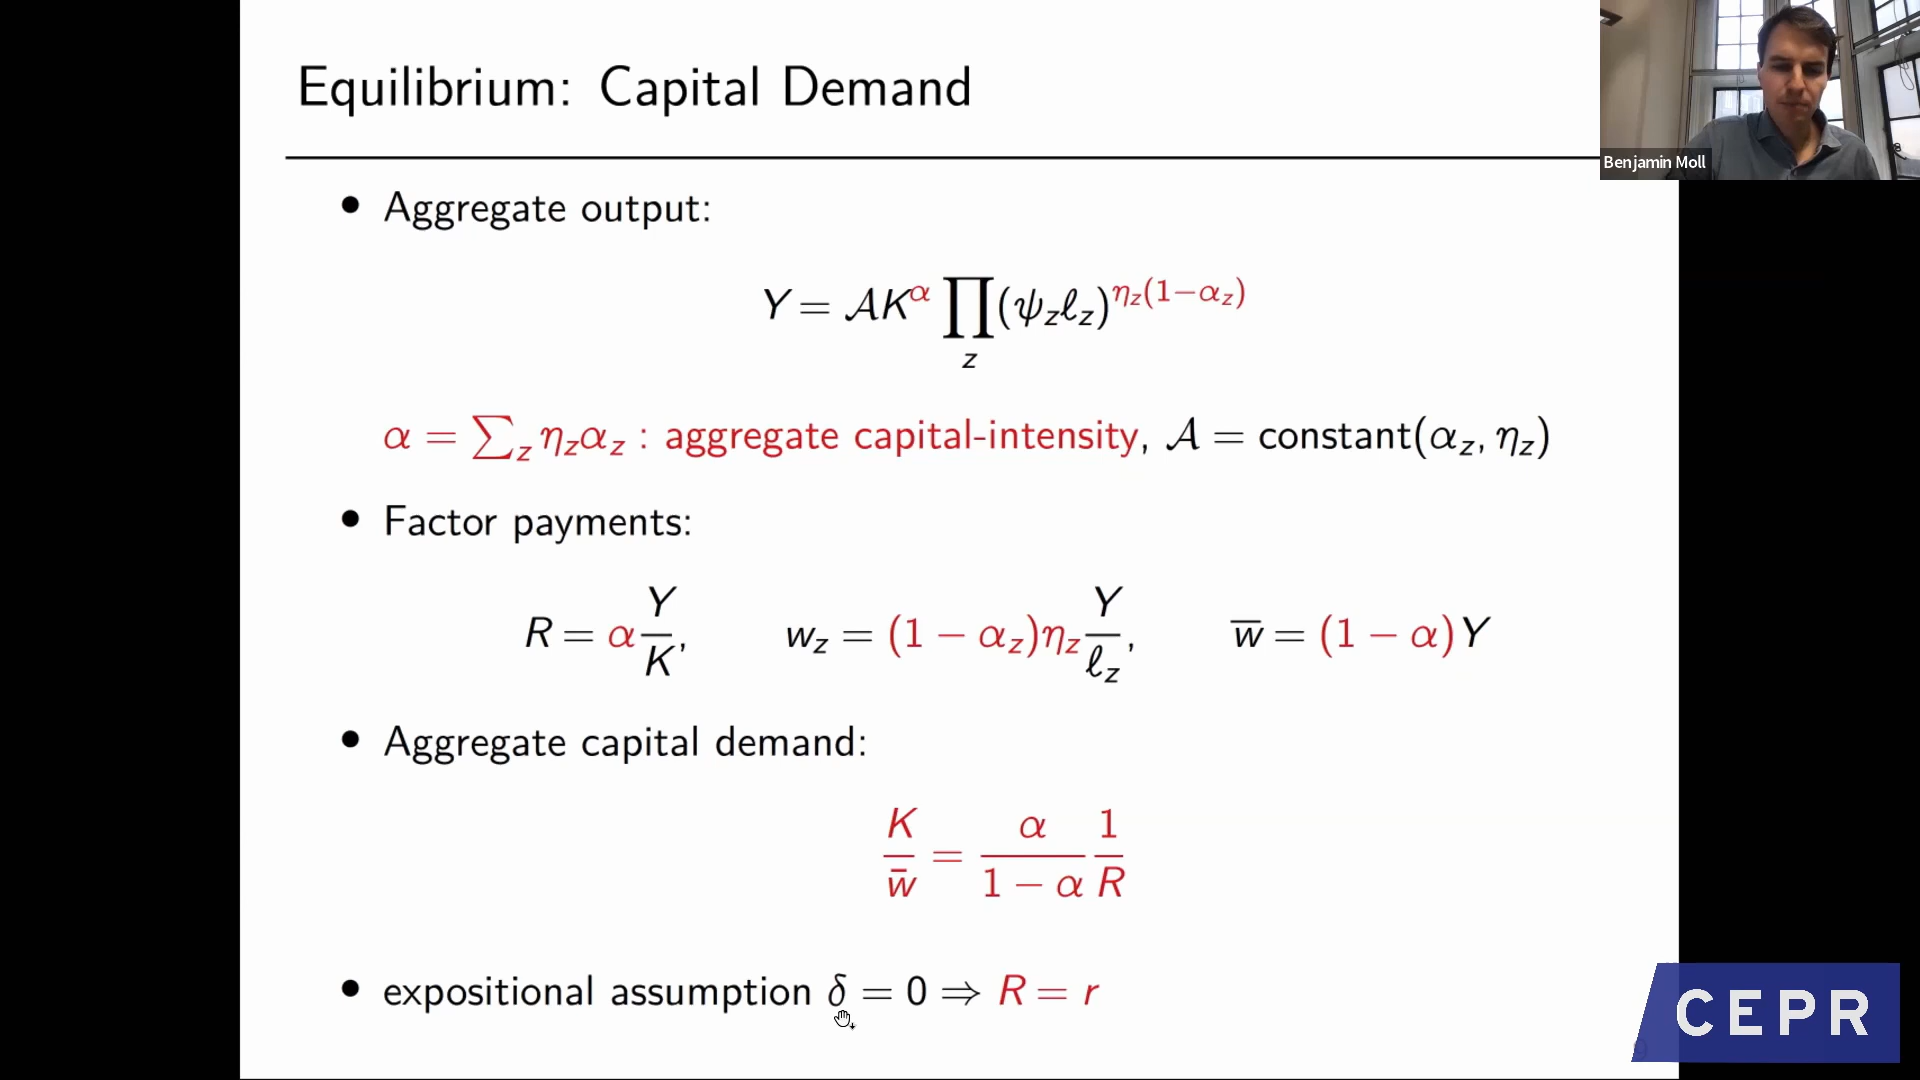 Equilibrium: Capital Demand
Benjamin Moll
• Aggregate output:
Y = 𝒜K^α ∏_z (ψ_z ℓ_z)^{η_z(1−α_z)}
α = ∑_z η_z α_z : aggregate capital-intensity, 𝒜 = constant(α_z, η_z)
• Factor payments:
R = α Y/K, w_z = (1 − α_z)η_z Y/ℓ_z, w̅ = (1 − α)Y
• Aggregate capital demand:
K/w̄ = α/(1 − α) 1/R
• expositional assumption δ = 0 ⇒ R = r
CEPR
9